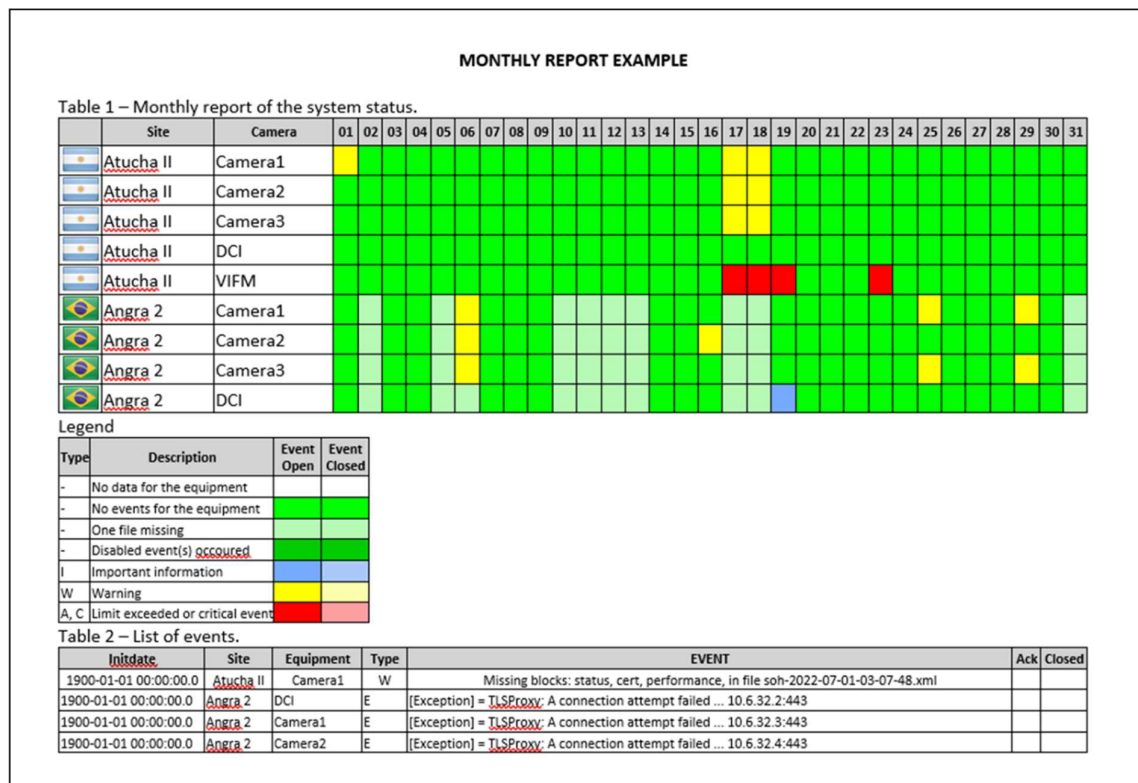 MONTHLY REPORT EXAMPLE
Table 1 – Monthly report of the system status.
Site Camera 01 02 03 04 05 06 07 08 09 10 11 12 13 14 15 16 17 18 19 20 21 22 23 24 25 26 27 28 29 30 31
Atucha II Camera1
Atucha II Camera2
Atucha II Camera3
Atucha II DCI
Atucha II VIFM
Angra 2 Camera1
Angra 2 Camera2
Angra 2 Camera3
Angra 2 DCI
Legend
Type Description Event Open Event Closed
- No data for the equipment
- No events for the equipment
- One file missing
- Disabled event(s) occoured
I Important information
W Warning
A, C Limit exceeded or critical event
Table 2 – List of events.
Initdate Site Equipment Type EVENT Ack Closed
1900-01-01 00:00:00.0 Atucha II Camera1 W Missing blocks: status, cert, performance, in file soh-2022-07-01-03-07-48.xml
1900-01-01 00:00:00.0 Angra 2 DCI E [Exception] = TLSProxy: A connection attempt failed ... 10.6.32.2:443
1900-01-01 00:00:00.0 Angra 2 Camera1 E [Exception] = TLSProxy: A connection attempt failed ... 10.6.32.3:443
1900-01-01 00:00:00.0 Angra 2 Camera2 E [Exception] = TLSProxy: A connection attempt failed ... 10.6.32.4:443